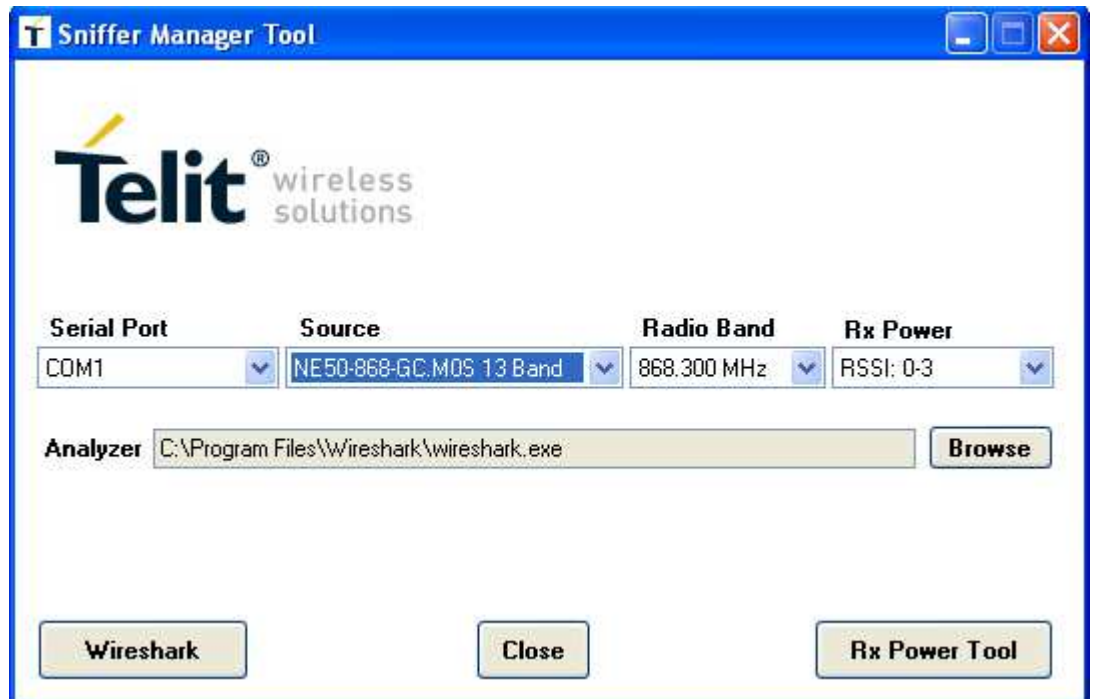 T Sniffer Manager Tool
Telit® wireless
solutions
Serial Port Source Radio Band Rx Power
COM1 NE50-868-GC.M0S 13 Band 868.300 MHz RSSI: 0-3
Analyzer C:\Program Files\Wireshark\wireshark.exe Browse
Wireshark Close Rx Power Tool